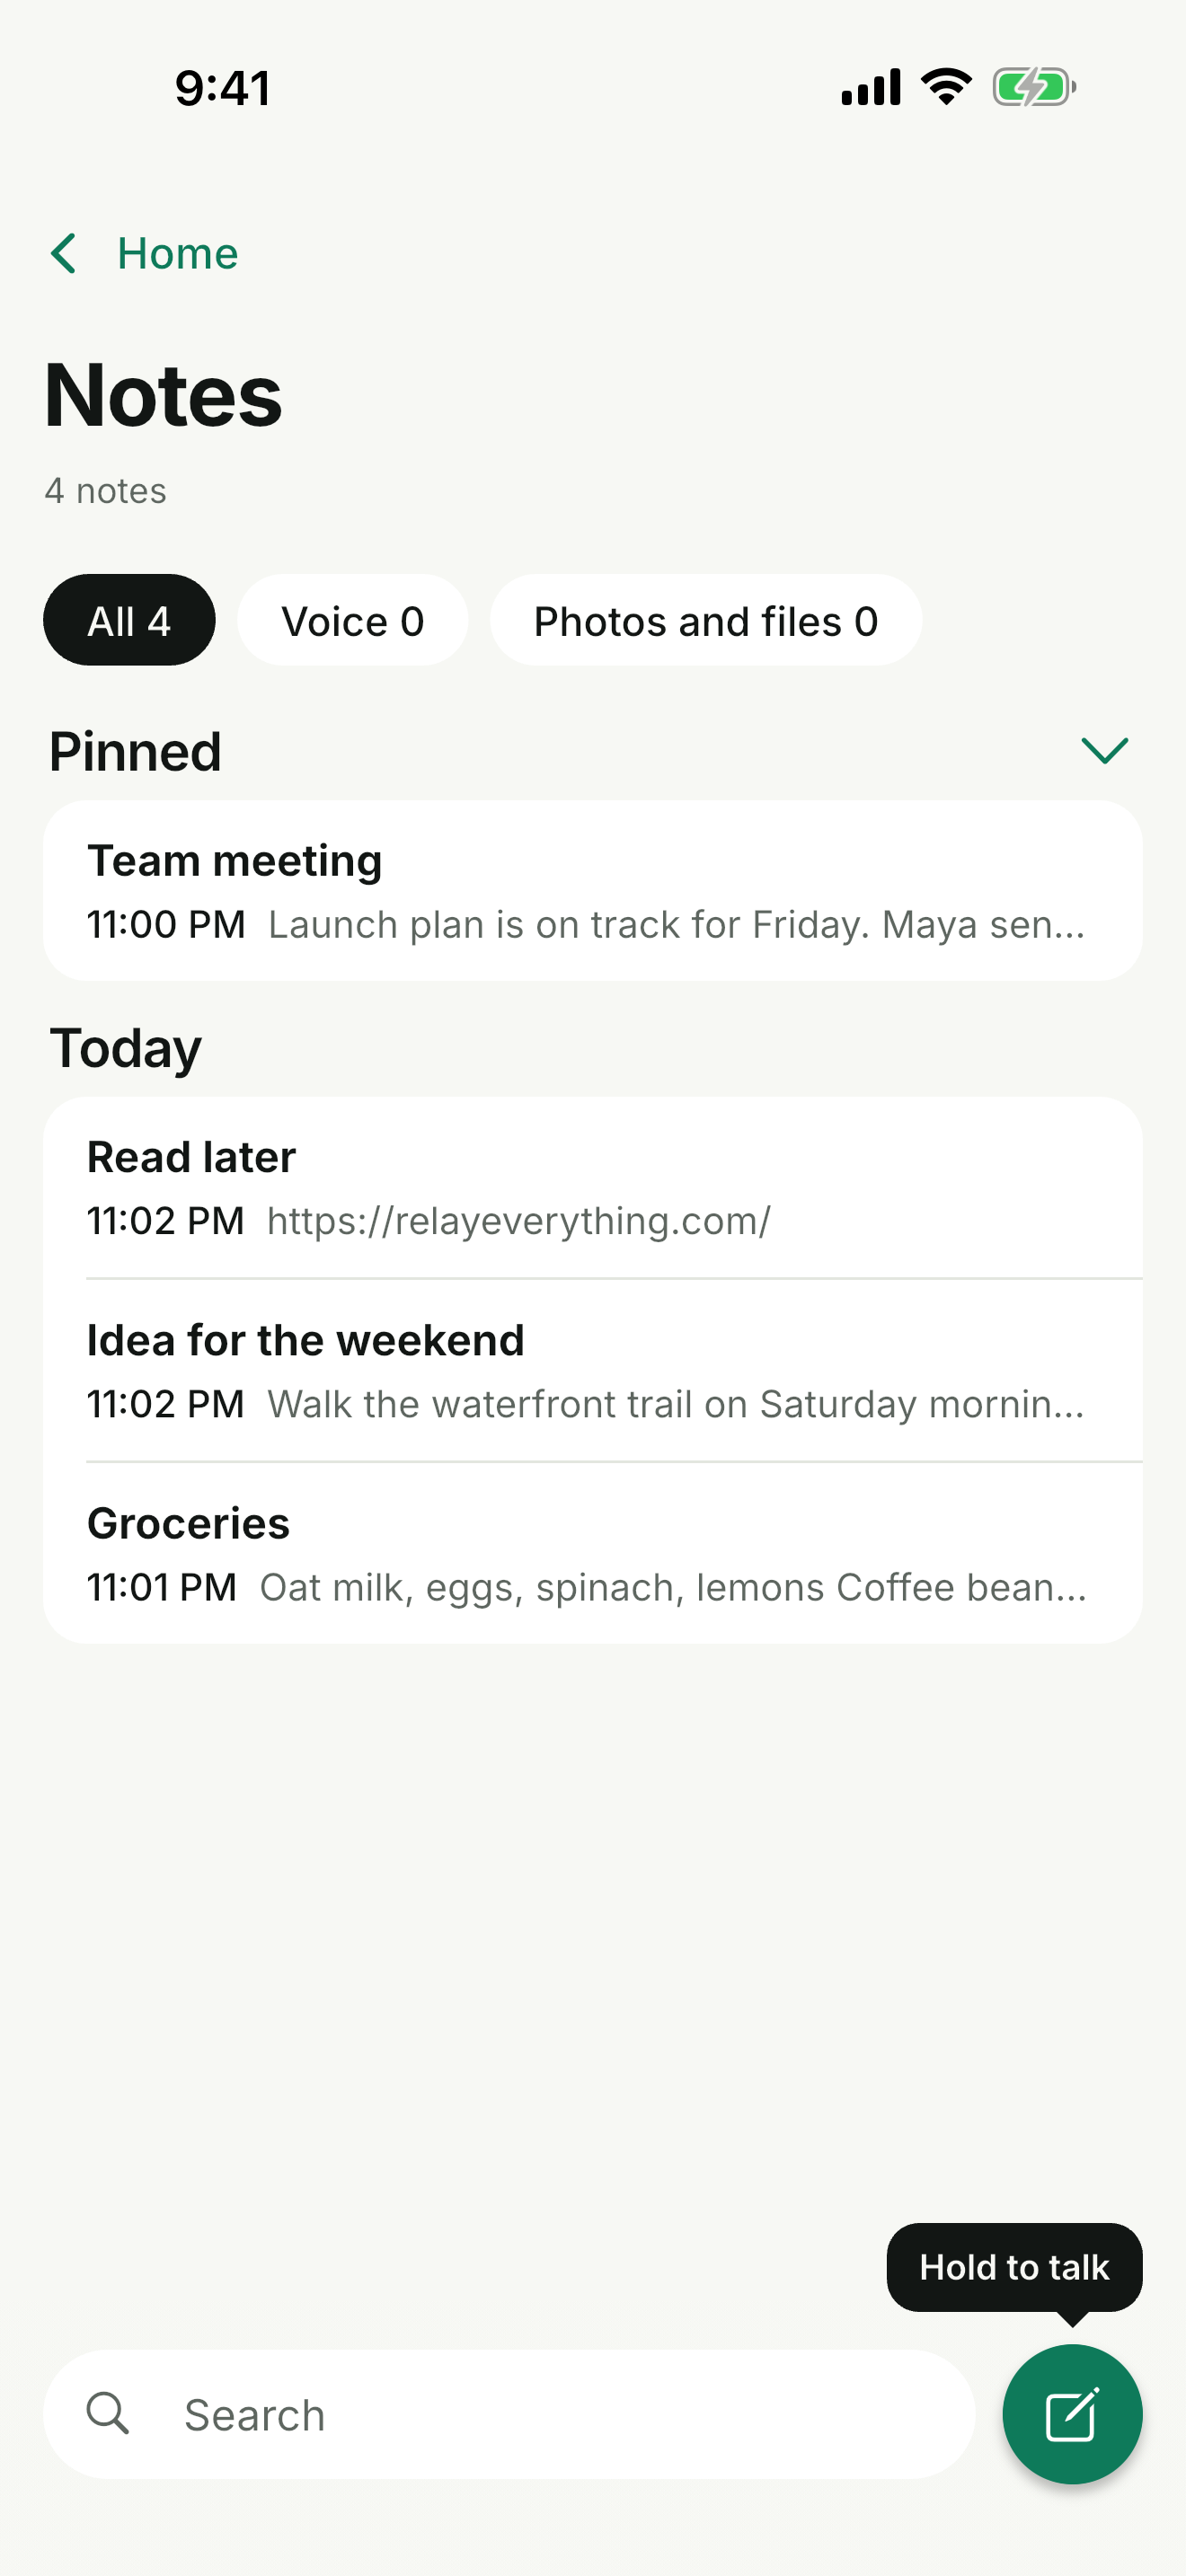 9:41
Home
Notes
4 notes
All 4
Voice 0
Photos and files 0
Pinned
Team meeting
11:00 PM Launch plan is on track for Friday. Maya sen...
Today
Read later
11:02 PM https://relayeverything.com/
Idea for the weekend
11:02 PM Walk the waterfront trail on Saturday mornin...
Groceries
11:01 PM Oat milk, eggs, spinach, lemons Coffee bean...
Hold to talk
Search